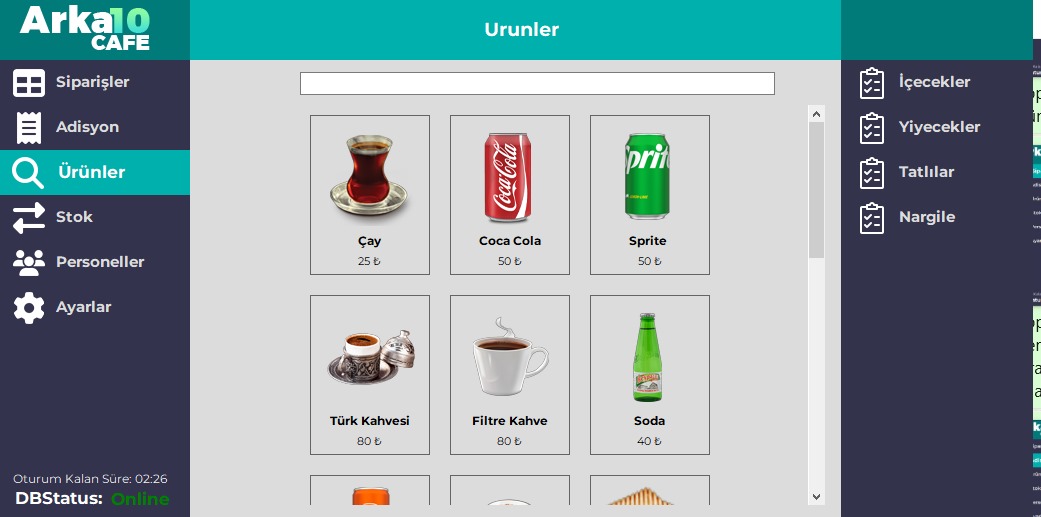 Arka10
CAFE
Urunler
Siparişler
Adisyon
Ürünler
Stok
Personeller
Ayarlar
Oturum Kalan Süre: 02:26
DBStatus: Online
Çay
25 ₺
Coca-Cola
Coca Cola
50 ₺
Sprite
50 ₺
Türk Kahvesi
80 ₺
Filtre Kahve
80 ₺
Soda
40 ₺
İçecekler
Yiyecekler
Tatlılar
Nargile